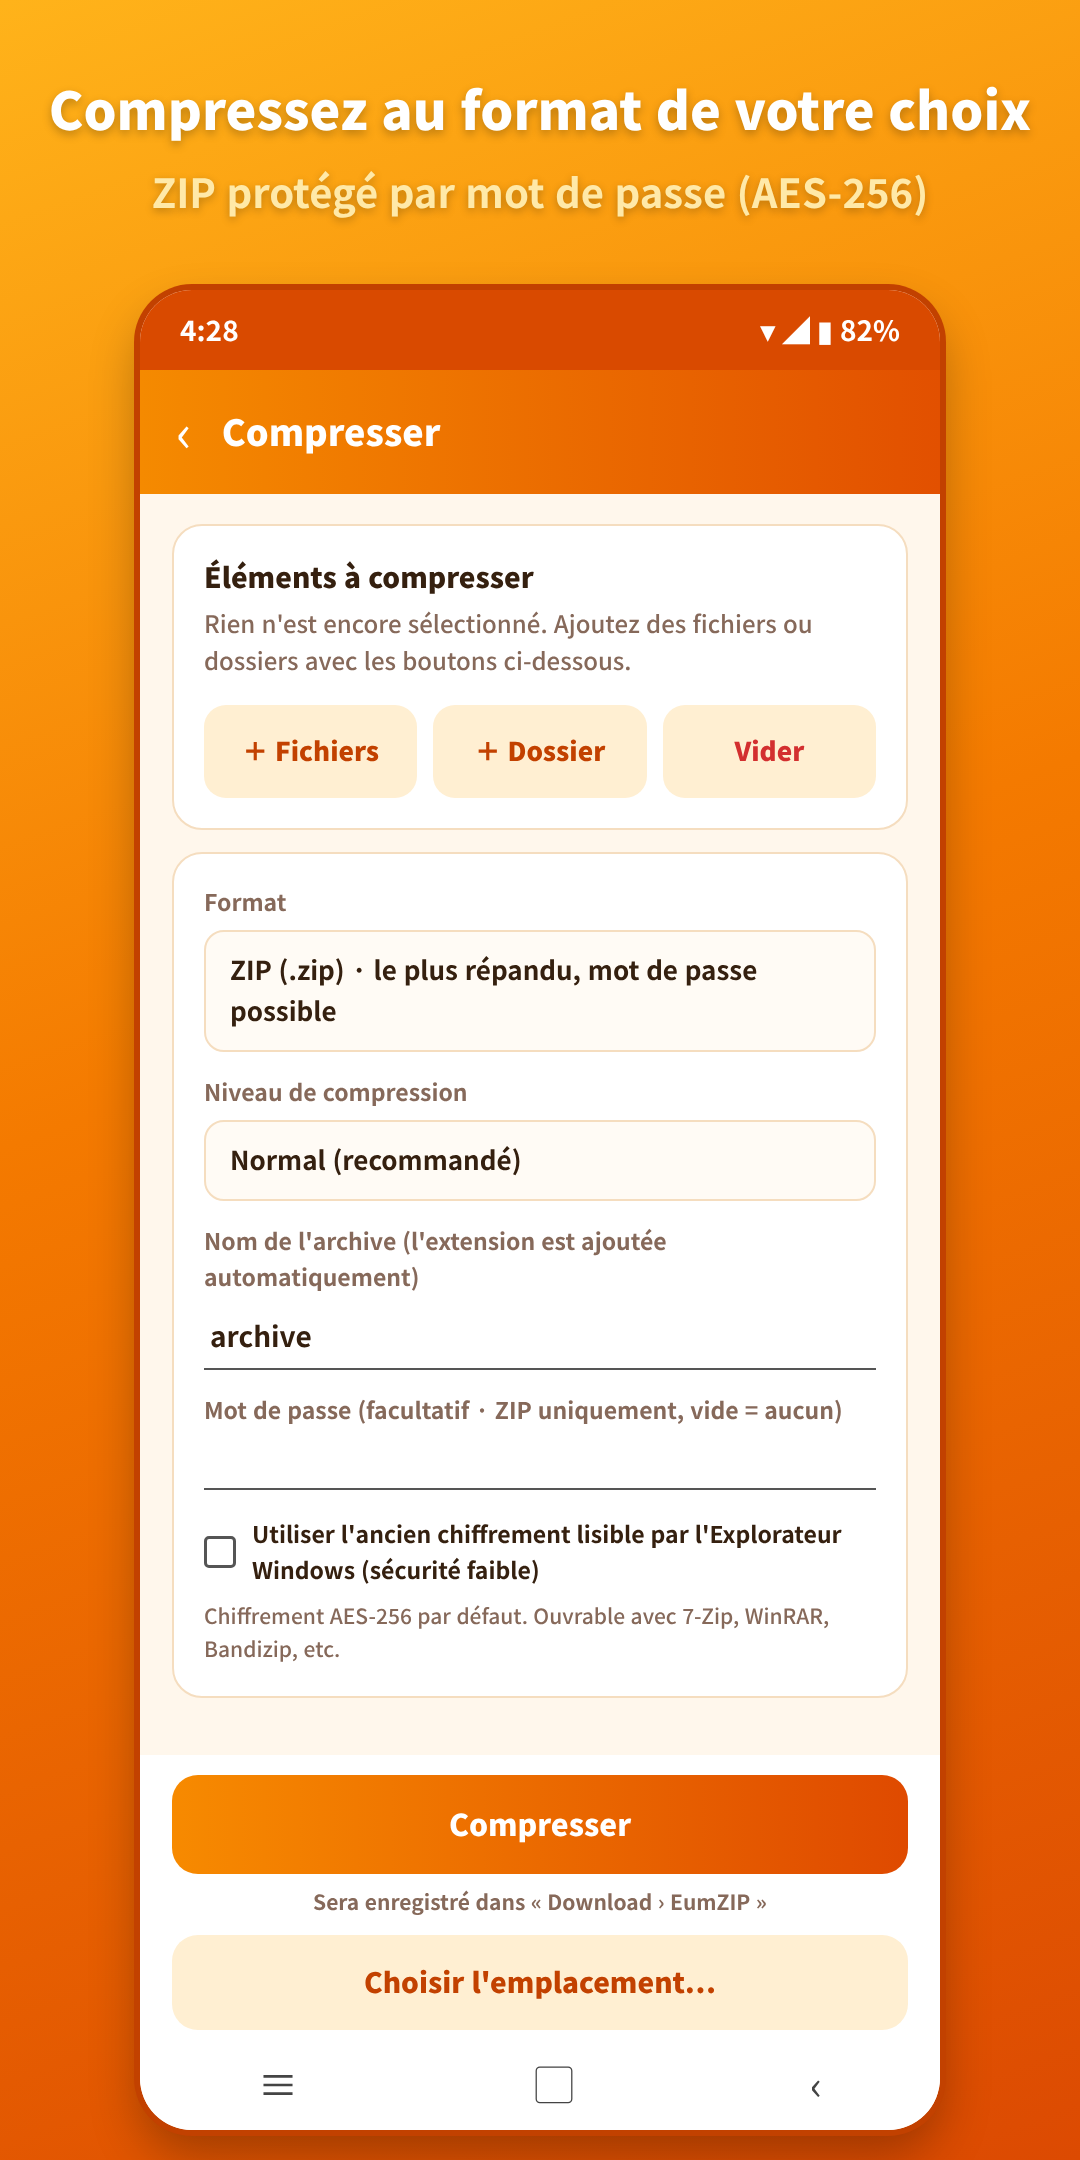 Compressez au format de votre choix
ZIP protégé par mot de passe (AES-256)
4:28
82%
Compresser
Éléments à compresser
Rien n'est encore sélectionné. Ajoutez des fichiers ou
dossiers avec les boutons ci-dessous.
+ Fichiers
+ Dossier
Vider
Format
ZIP (.zip) · le plus répandu, mot de passe
possible
Niveau de compression
Normal (recommandé)
Nom de l'archive (l'extension est ajoutée
automatiquement)
archive
Mot de passe (facultatif · ZIP uniquement, vide = aucun)
Utiliser l'ancien chiffrement lisible par l'Explorateur
Windows (sécurité faible)
Chiffrement AES-256 par défaut. Ouvrable avec 7-Zip, WinRAR,
Bandizip, etc.
Compresser
Sera enregistré dans « Download › EumZIP »
Choisir l'emplacement…